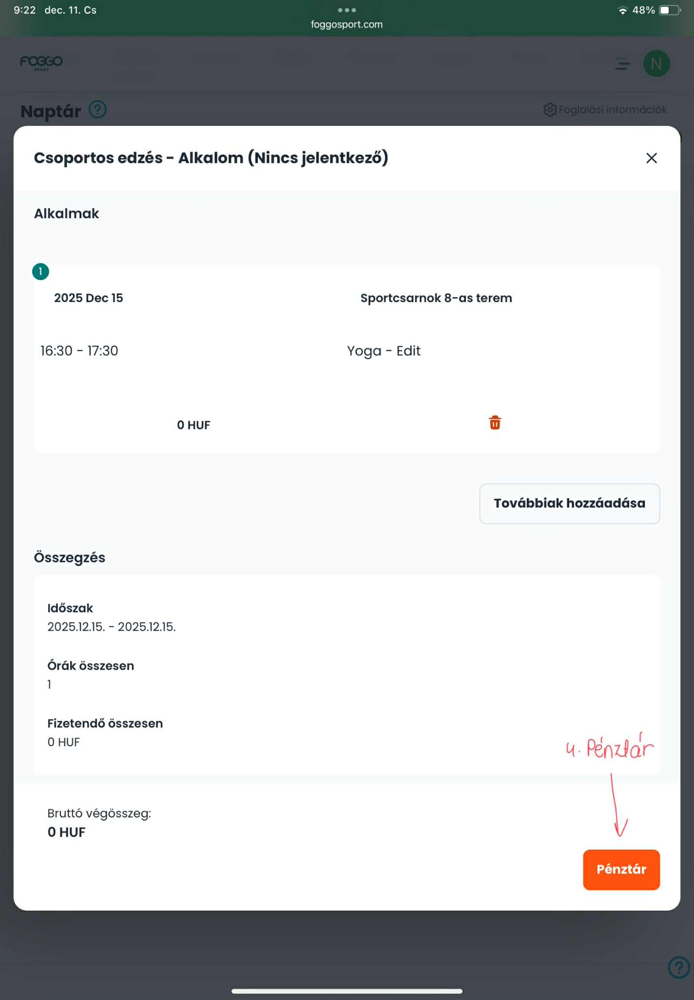 9:22 dec. 11. Cs
48%
foggosport.com
FOGGO
SPORT
N
Naptár ?
Foglalási információk
Csoportos edzés - Alkalom (Nincs jelentkező)
Alkalmak
1
2025 Dec 15
Sportcsarnok 8-as terem
16:30 - 17:30
Yoga - Edit
0 HUF
Továbbiak hozzáadása
Összegzés
Időszak
2025.12.15. - 2025.12.15.
Órák összesen
1
Fizetendő összesen
0 HUF
4. Pénztár
Bruttó végösszeg:
0 HUF
Pénztár
?